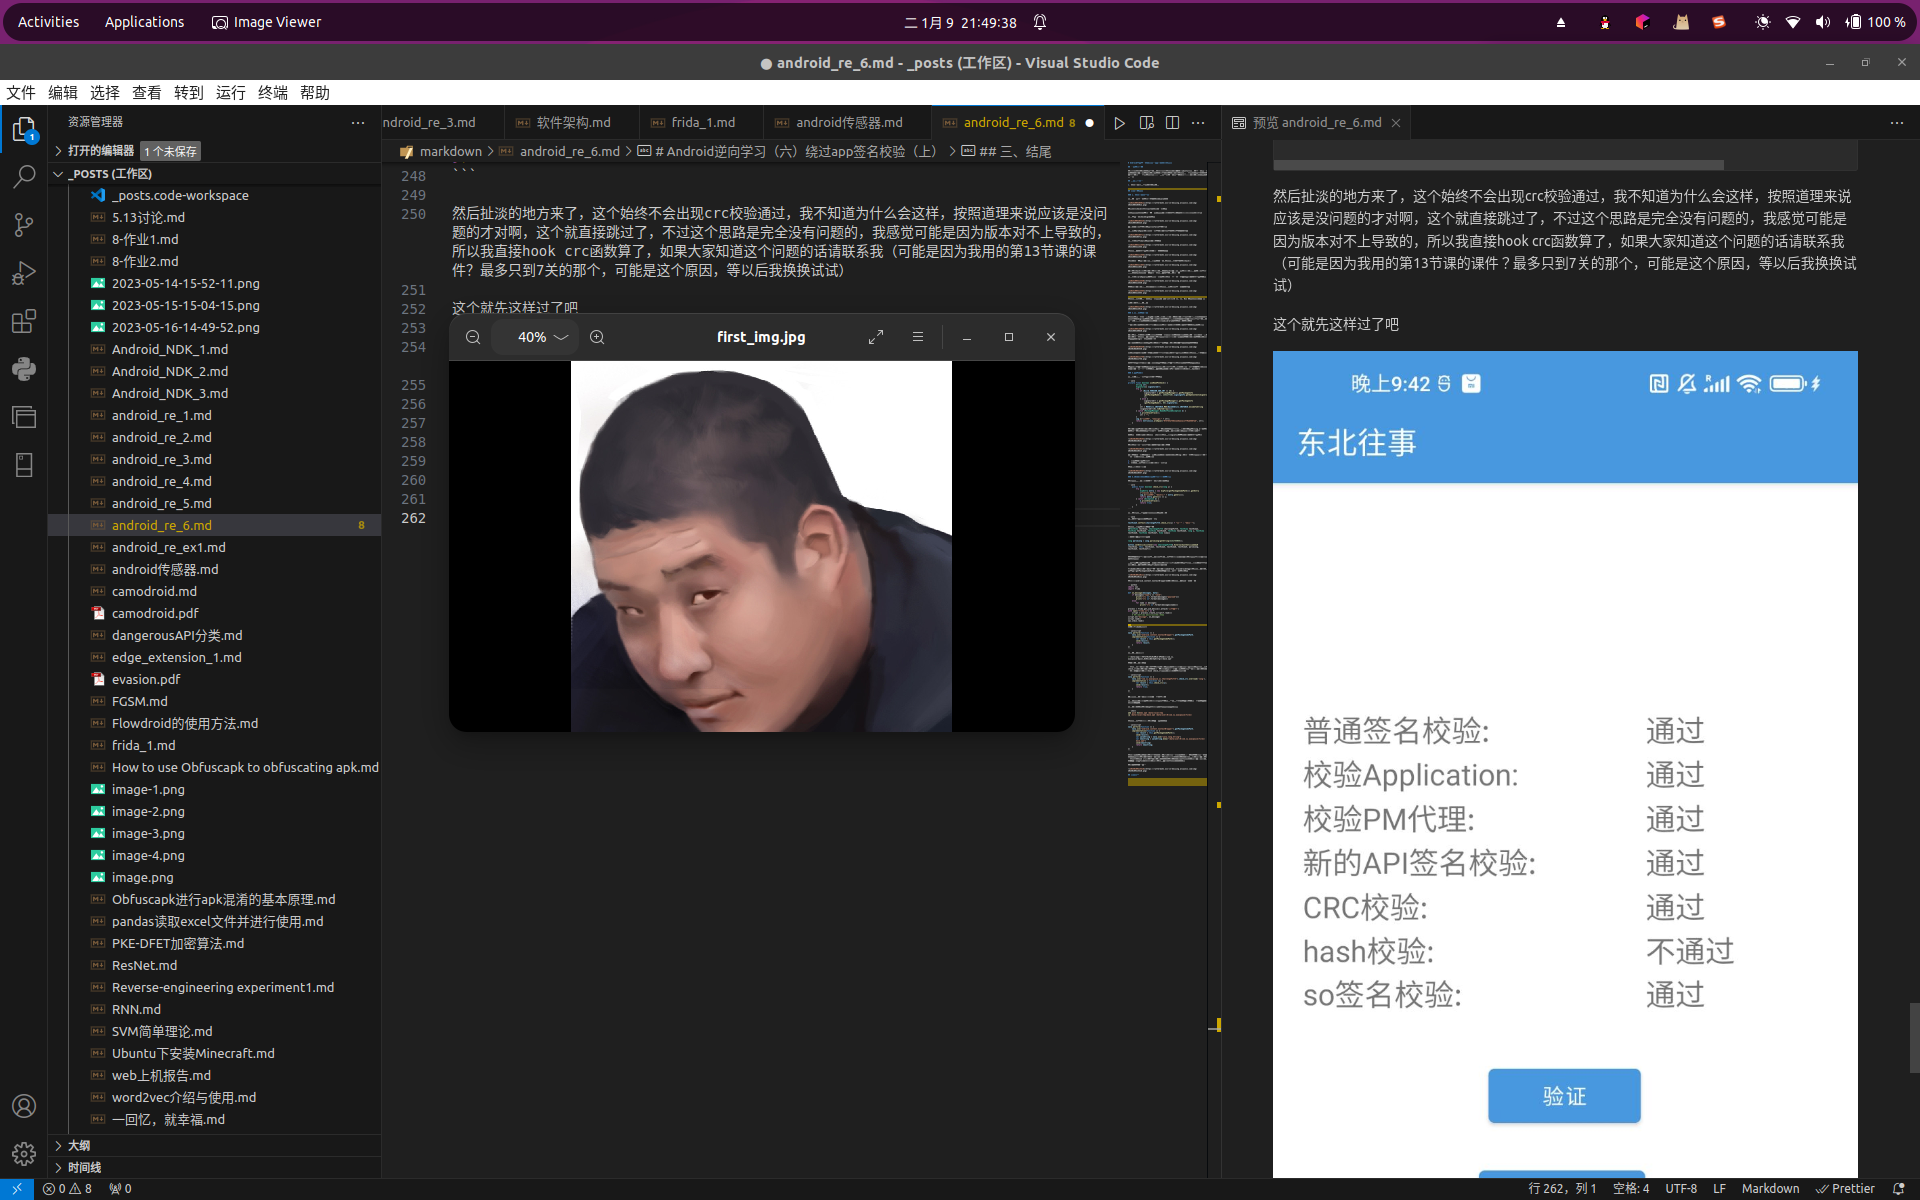 Activities Applications Image Viewer 二 1月 9 21:49:38 100 %
● android_re_6.md - _posts (工作区) - Visual Studio Code
文件 编辑 选择 查看 转到 运行 终端 帮助
资源管理器
打开的编辑器 1 个未保存
_POSTS (工作区)
_posts.code-workspace
5.13讨论.md
8-作业1.md
8-作业2.md
2023-05-14-15-52-11.png
2023-05-15-15-04-15.png
2023-05-16-14-49-52.png
Android_NDK_1.md
Android_NDK_2.md
Android_NDK_3.md
android_re_1.md
android_re_2.md
android_re_3.md
android_re_4.md
android_re_5.md
android_re_6.md 8
android_re_ex1.md
android传感器.md
camodroid.md
camodroid.pdf
dangerousAPI分类.md
edge_extension_1.md
evasion.pdf
FGSM.md
Flowdroid的使用方法.md
frida_1.md
How to use Obfuscapk to obfuscating apk.md
image-1.png
image-2.png
image-3.png
image-4.png
image.png
Obfuscapk进行apk混淆的基本原理.md
pandas读取excel文件并进行使用.md
PKE-DFET加密算法.md
ResNet.md
Reverse-engineering experiment1.md
RNN.md
SVM简单理论.md
Ubuntu下安装Minecraft.md
web上机报告.md
word2vec介绍与使用.md
一回忆，就幸福.md
大纲
时间线
ndroid_re_3.md 软件架构.md frida_1.md android传感器.md android_re_6.md 8
markdown > android_re_6.md > # Android逆向学习（六）绕过app签名校验（上） > ## 三、结尾
248 ```
249
250 然后扯淡的地方来了，这个始终不会出现crc校验通过，我不知道为什么会这样，按照道理来说应该是没问
题的才对啊，这个就直接跳过了，不过这个思路是完全没有问题的，我感觉可能是因为版本对不上导致的，
所以我直接hook crc函数算了，如果大家知道这个问题的话请联系我（可能是因为我用的第13节课的课
件？最多只到7关的那个，可能是这个原因，等以后我换换试试）
251
252 这个就先这样过了吧
253
254
255
256
257
258
259
260
261
262
40% first_img.jpg
预览 android_re_6.md
然后扯淡的地方来了，这个始终不会出现crc校验通过，我不知道为什么会这样，按照道理来说
应该是没问题的才对啊，这个就直接跳过了，不过这个思路是完全没有问题的，我感觉可能是
因为版本对不上导致的，所以我直接hook crc函数算了，如果大家知道这个问题的话请联系我
（可能是因为我用的第13节课的课件？最多只到7关的那个，可能是这个原因，等以后我换换试
试）
这个就先这样过了吧
晚上9:42
东北往事
普通签名校验: 通过
校验Application: 通过
校验PM代理: 通过
新的API签名校验: 通过
CRC校验: 通过
hash校验: 不通过
so签名校验: 通过
验证
0 8 0 行 262，列 1 空格: 4 UTF-8 LF Markdown Prettier